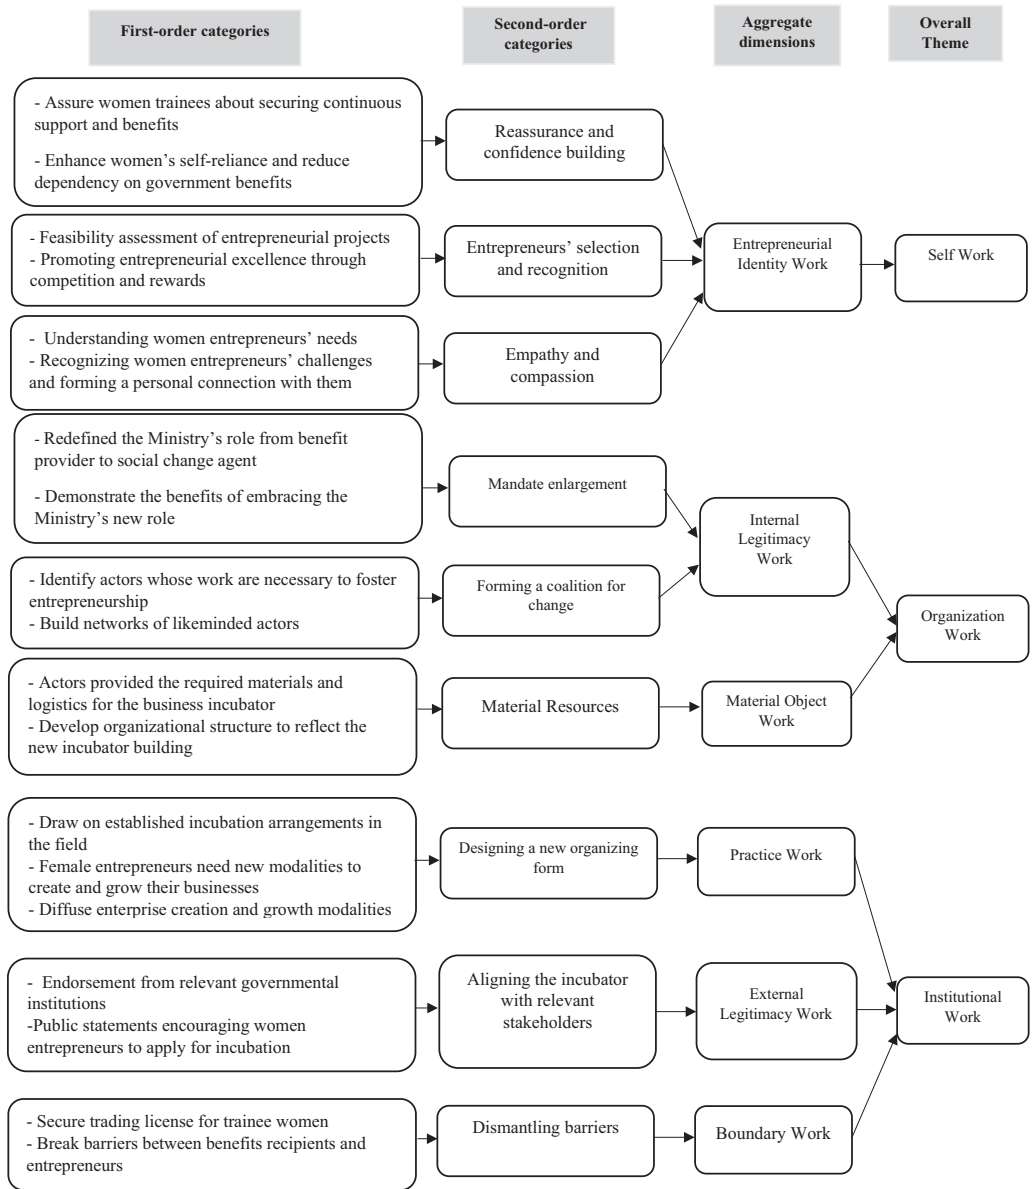 First-order categories
Second-order
categories
Aggregate
dimensions
Overall
Theme
- Assure women trainees about securing continuous
support and benefits
- Enhance women’s self-reliance and reduce
dependency on government benefits
Reassurance and
confidence building
- Feasibility assessment of entrepreneurial projects
- Promoting entrepreneurial excellence through
competition and rewards
Entrepreneurs’ selection
and recognition
Entrepreneurial
Identity Work
Self Work
- Understanding women entrepreneurs’ needs
- Recognizing women entrepreneurs’ challenges
and forming a personal connection with them
Empathy and
compassion
- Redefined the Ministry’s role from benefit
provider to social change agent
- Demonstrate the benefits of embracing the
Ministry’s new role
Mandate enlargement
Internal
Legitimacy
Work
- Identify actors whose work are necessary to foster
entrepreneurship
- Build networks of likeminded actors
Forming a coalition for
change
Organization
Work
- Actors provided the required materials and
logistics for the business incubator
- Develop organizational structure to reflect the
new incubator building
Material Resources
Material Object
Work
- Draw on established incubation arrangements in
the field
- Female entrepreneurs need new modalities to
create and grow their businesses
- Diffuse enterprise creation and growth modalities
Designing a new organizing
form
Practice Work
- Endorsement from relevant governmental
institutions
-Public statements encouraging women
entrepreneurs to apply for incubation
Aligning the incubator
with relevant
stakeholders
External
Legitimacy Work
Institutional
Work
- Secure trading license for trainee women
- Break barriers between benefits recipients and
entrepreneurs
Dismantling barriers
Boundary Work